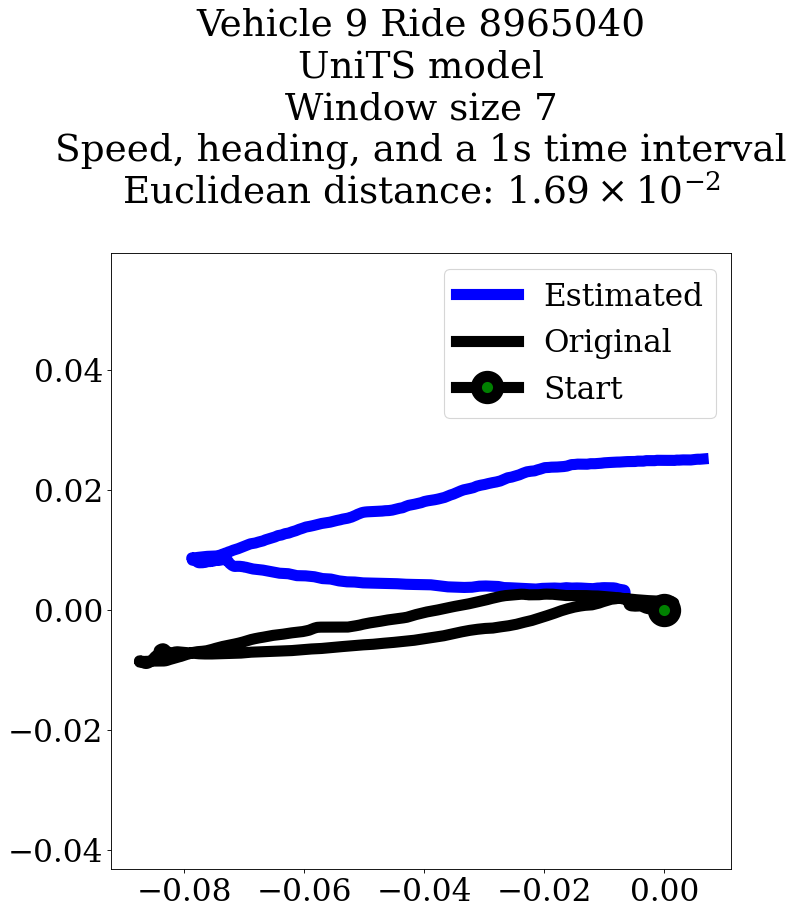 Vehicle 9 Ride 8965040
UniTS model
Window size 7
Speed, heading, and a 1s time interval
Euclidean distance: 1.69 × 10⁻²
Estimated
Original
Start
0.04
0.02
0.00
−0.02
−0.04
−0.08 −0.06 −0.04 −0.02 0.00